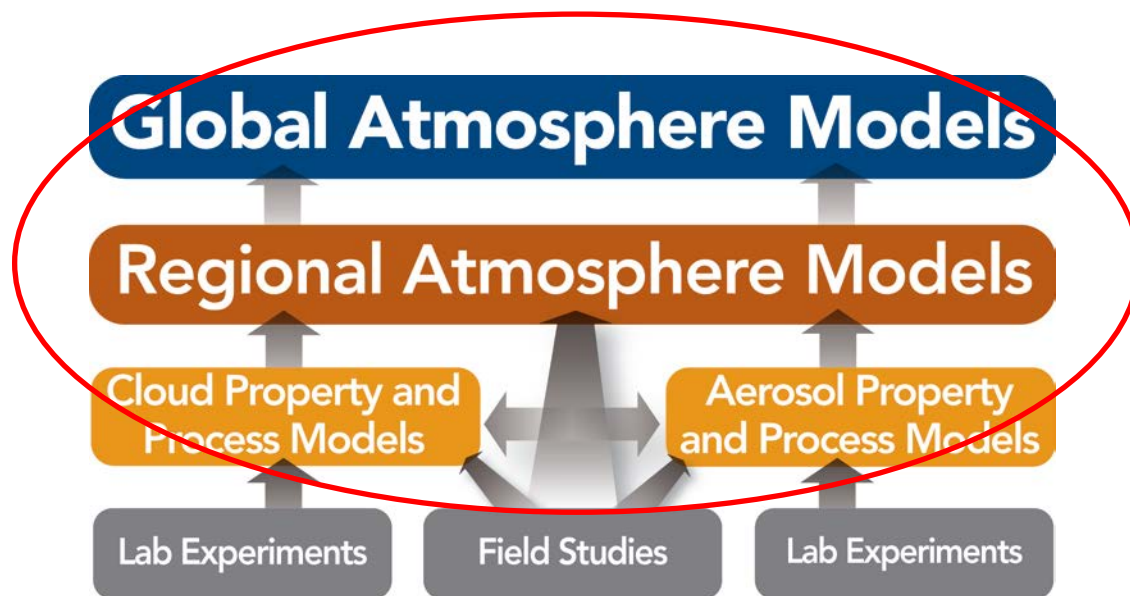 Global Atmosphere Models
Regional Atmosphere Models
Cloud Property and
Process Models
Aerosol Property
and Process Models
Lab Experiments
Field Studies
Lab Experiments